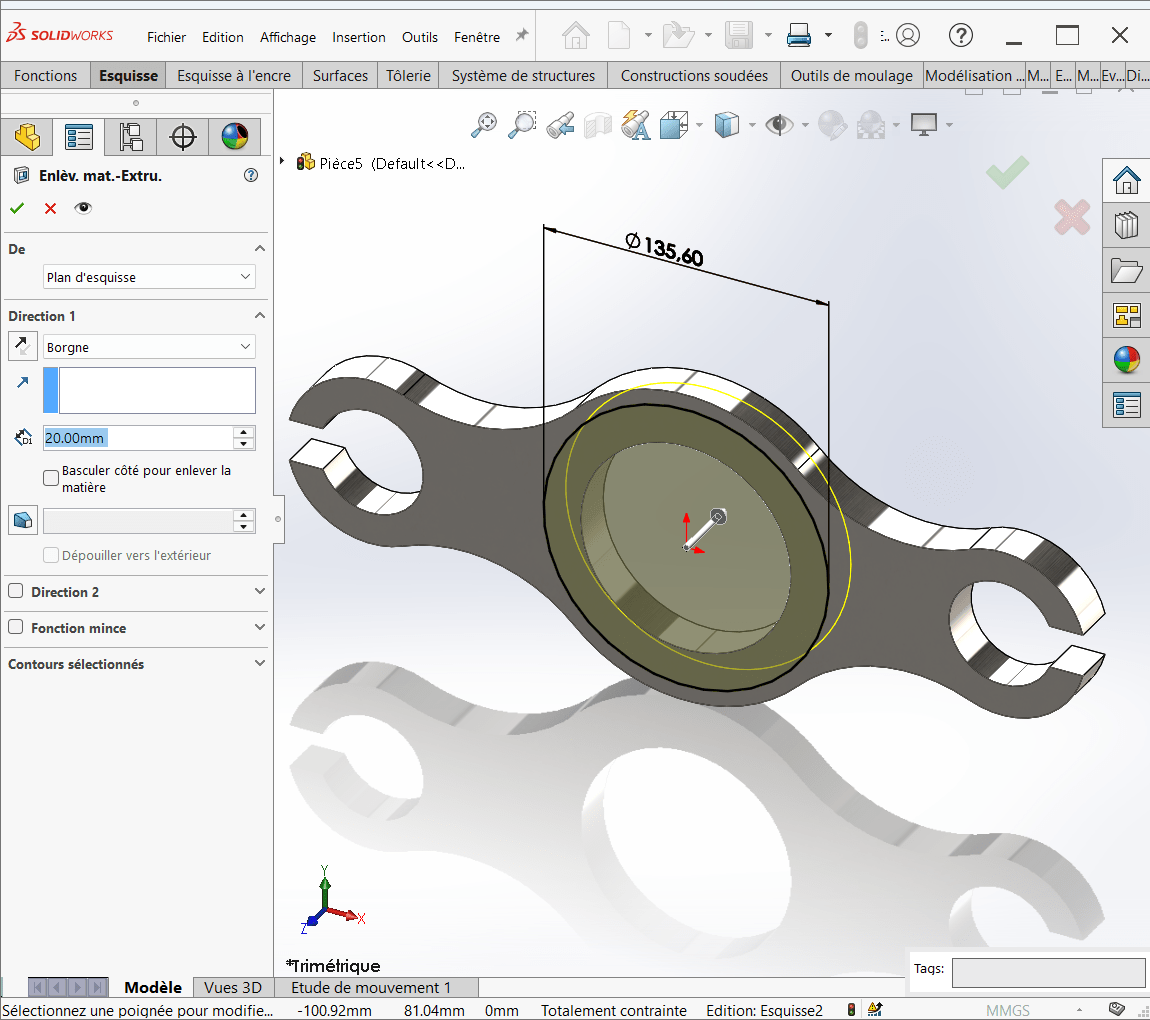 SOLIDWORKS
Fichier Edition Affichage Insertion Outils Fenêtre
Fonctions Esquisse Esquisse à l'encre Surfaces Tôlerie Système de structures Constructions soudées Outils de moulage Modélisation ... M... E... M... Ev... Di...
Pièce5 (Default<<D...
Enlèv. mat.-Extru.
De
Plan d'esquisse
Direction 1
Borgne
D1
20.00mm
Basculer côté pour enlever la
matière
Dépouiller vers l'extérieur
Direction 2
Fonction mince
Contours sélectionnés
Ø135,60
Y
X
Z
*Trimétrique
Tags:
Modèle Vues 3D Etude de mouvement 1
Sélectionnez une poignée pour modifie... -100.92mm 81.04mm 0mm Totalement contrainte Edition: Esquisse2 MMGS